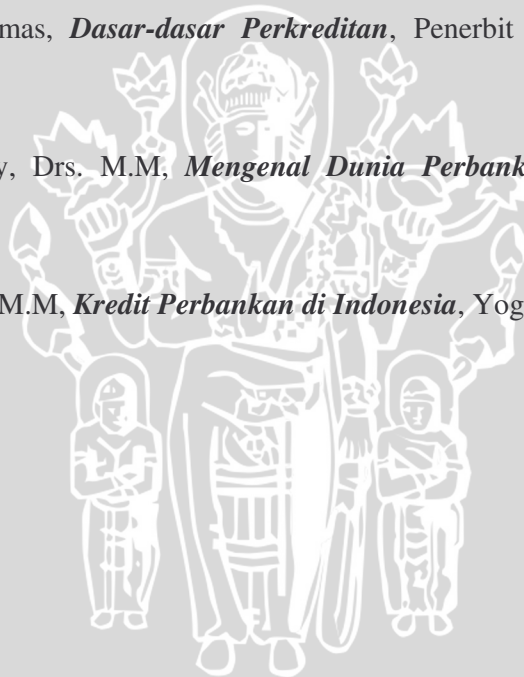 mas, Dasar-dasar Perkreditan, Penerbit
y, Drs. M.M, Mengenal Dunia Perbank
M.M, Kredit Perbankan di Indonesia, Yog